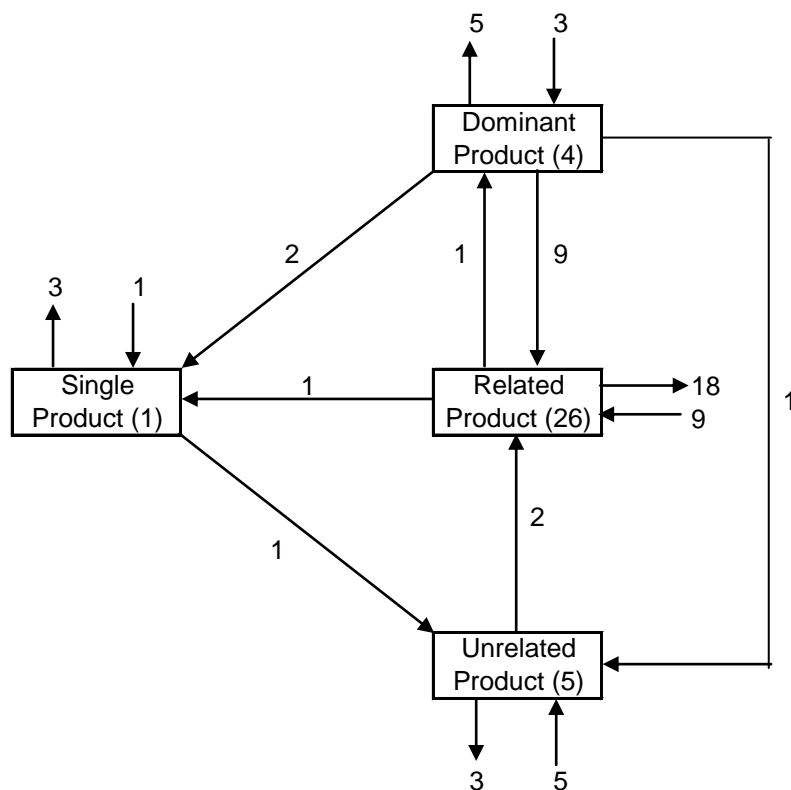 5
3
Dominant
Product (4)
2
1
9
3
1
Single
Product (1)
1
Related
Product (26)
18
9
1
2
1
Unrelated
Product (5)
3
5